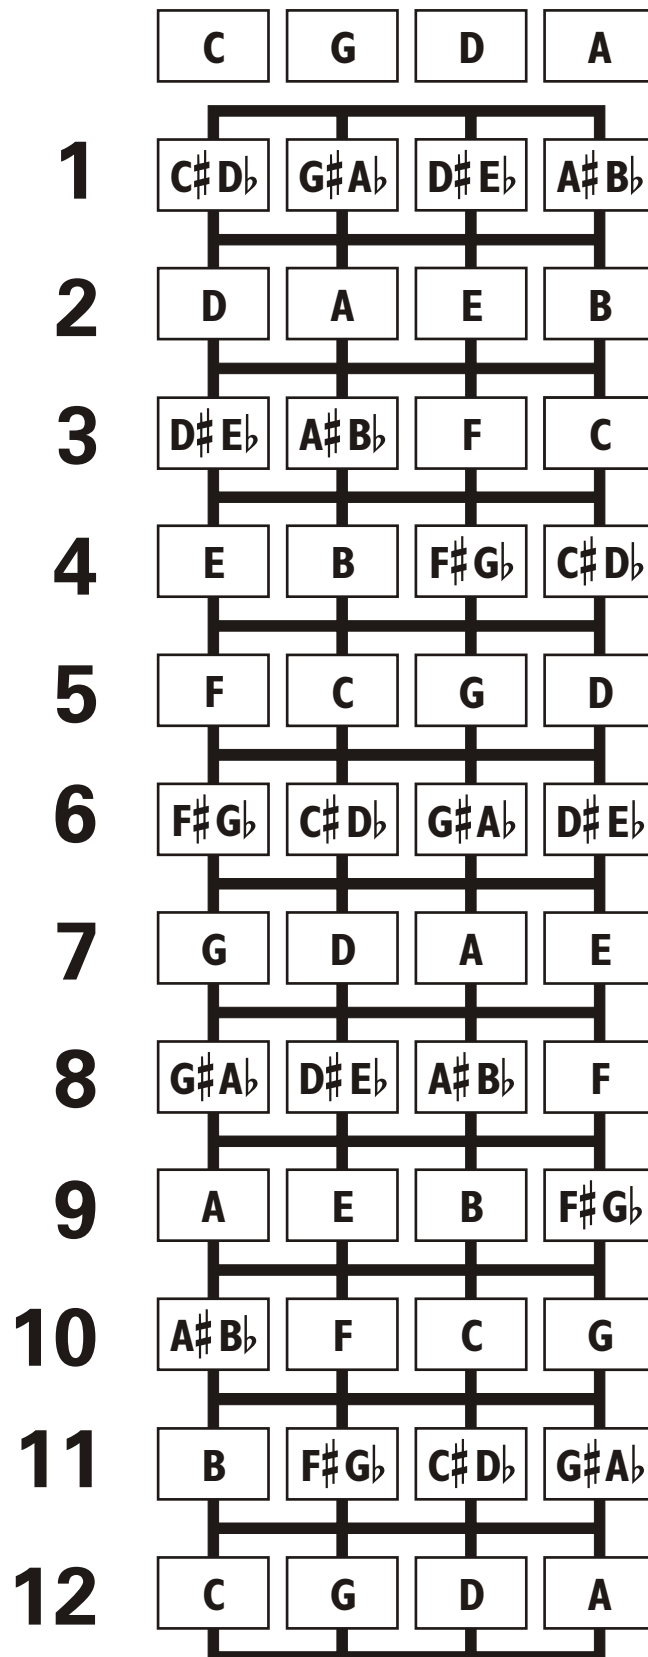 C G D A
1 C♯D♭ G♯A♭ D♯E♭ A♯B♭
2 D A E B
3 D♯E♭ A♯B♭ F C
4 E B F♯G♭ C♯D♭
5 F C G D
6 F♯G♭ C♯D♭ G♯A♭ D♯E♭
7 G D A E
8 G♯A♭ D♯E♭ A♯B♭ F
9 A E B F♯G♭
10 A♯B♭ F C G
11 B F♯G♭ C♯D♭ G♯A♭
12 C G D A